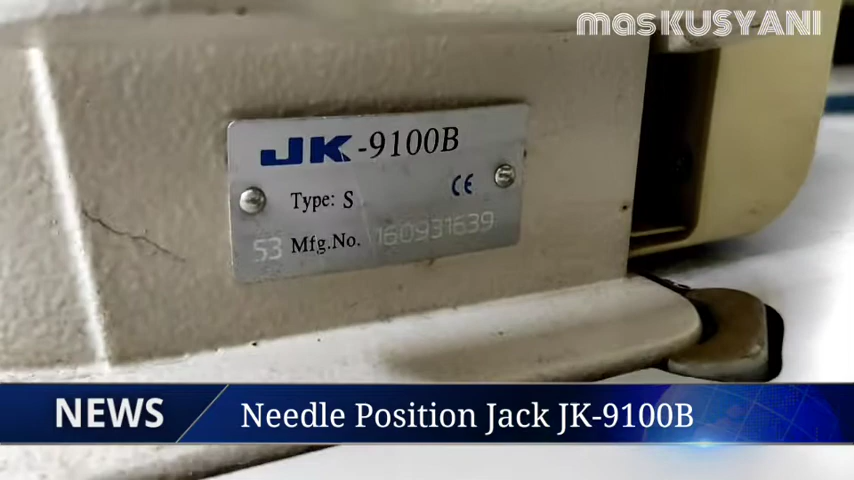 masKUSYANI
JK-9100B
Type: S
CE
53 Mfg.No. 160931639
NEWS
Needle Position Jack JK-9100B